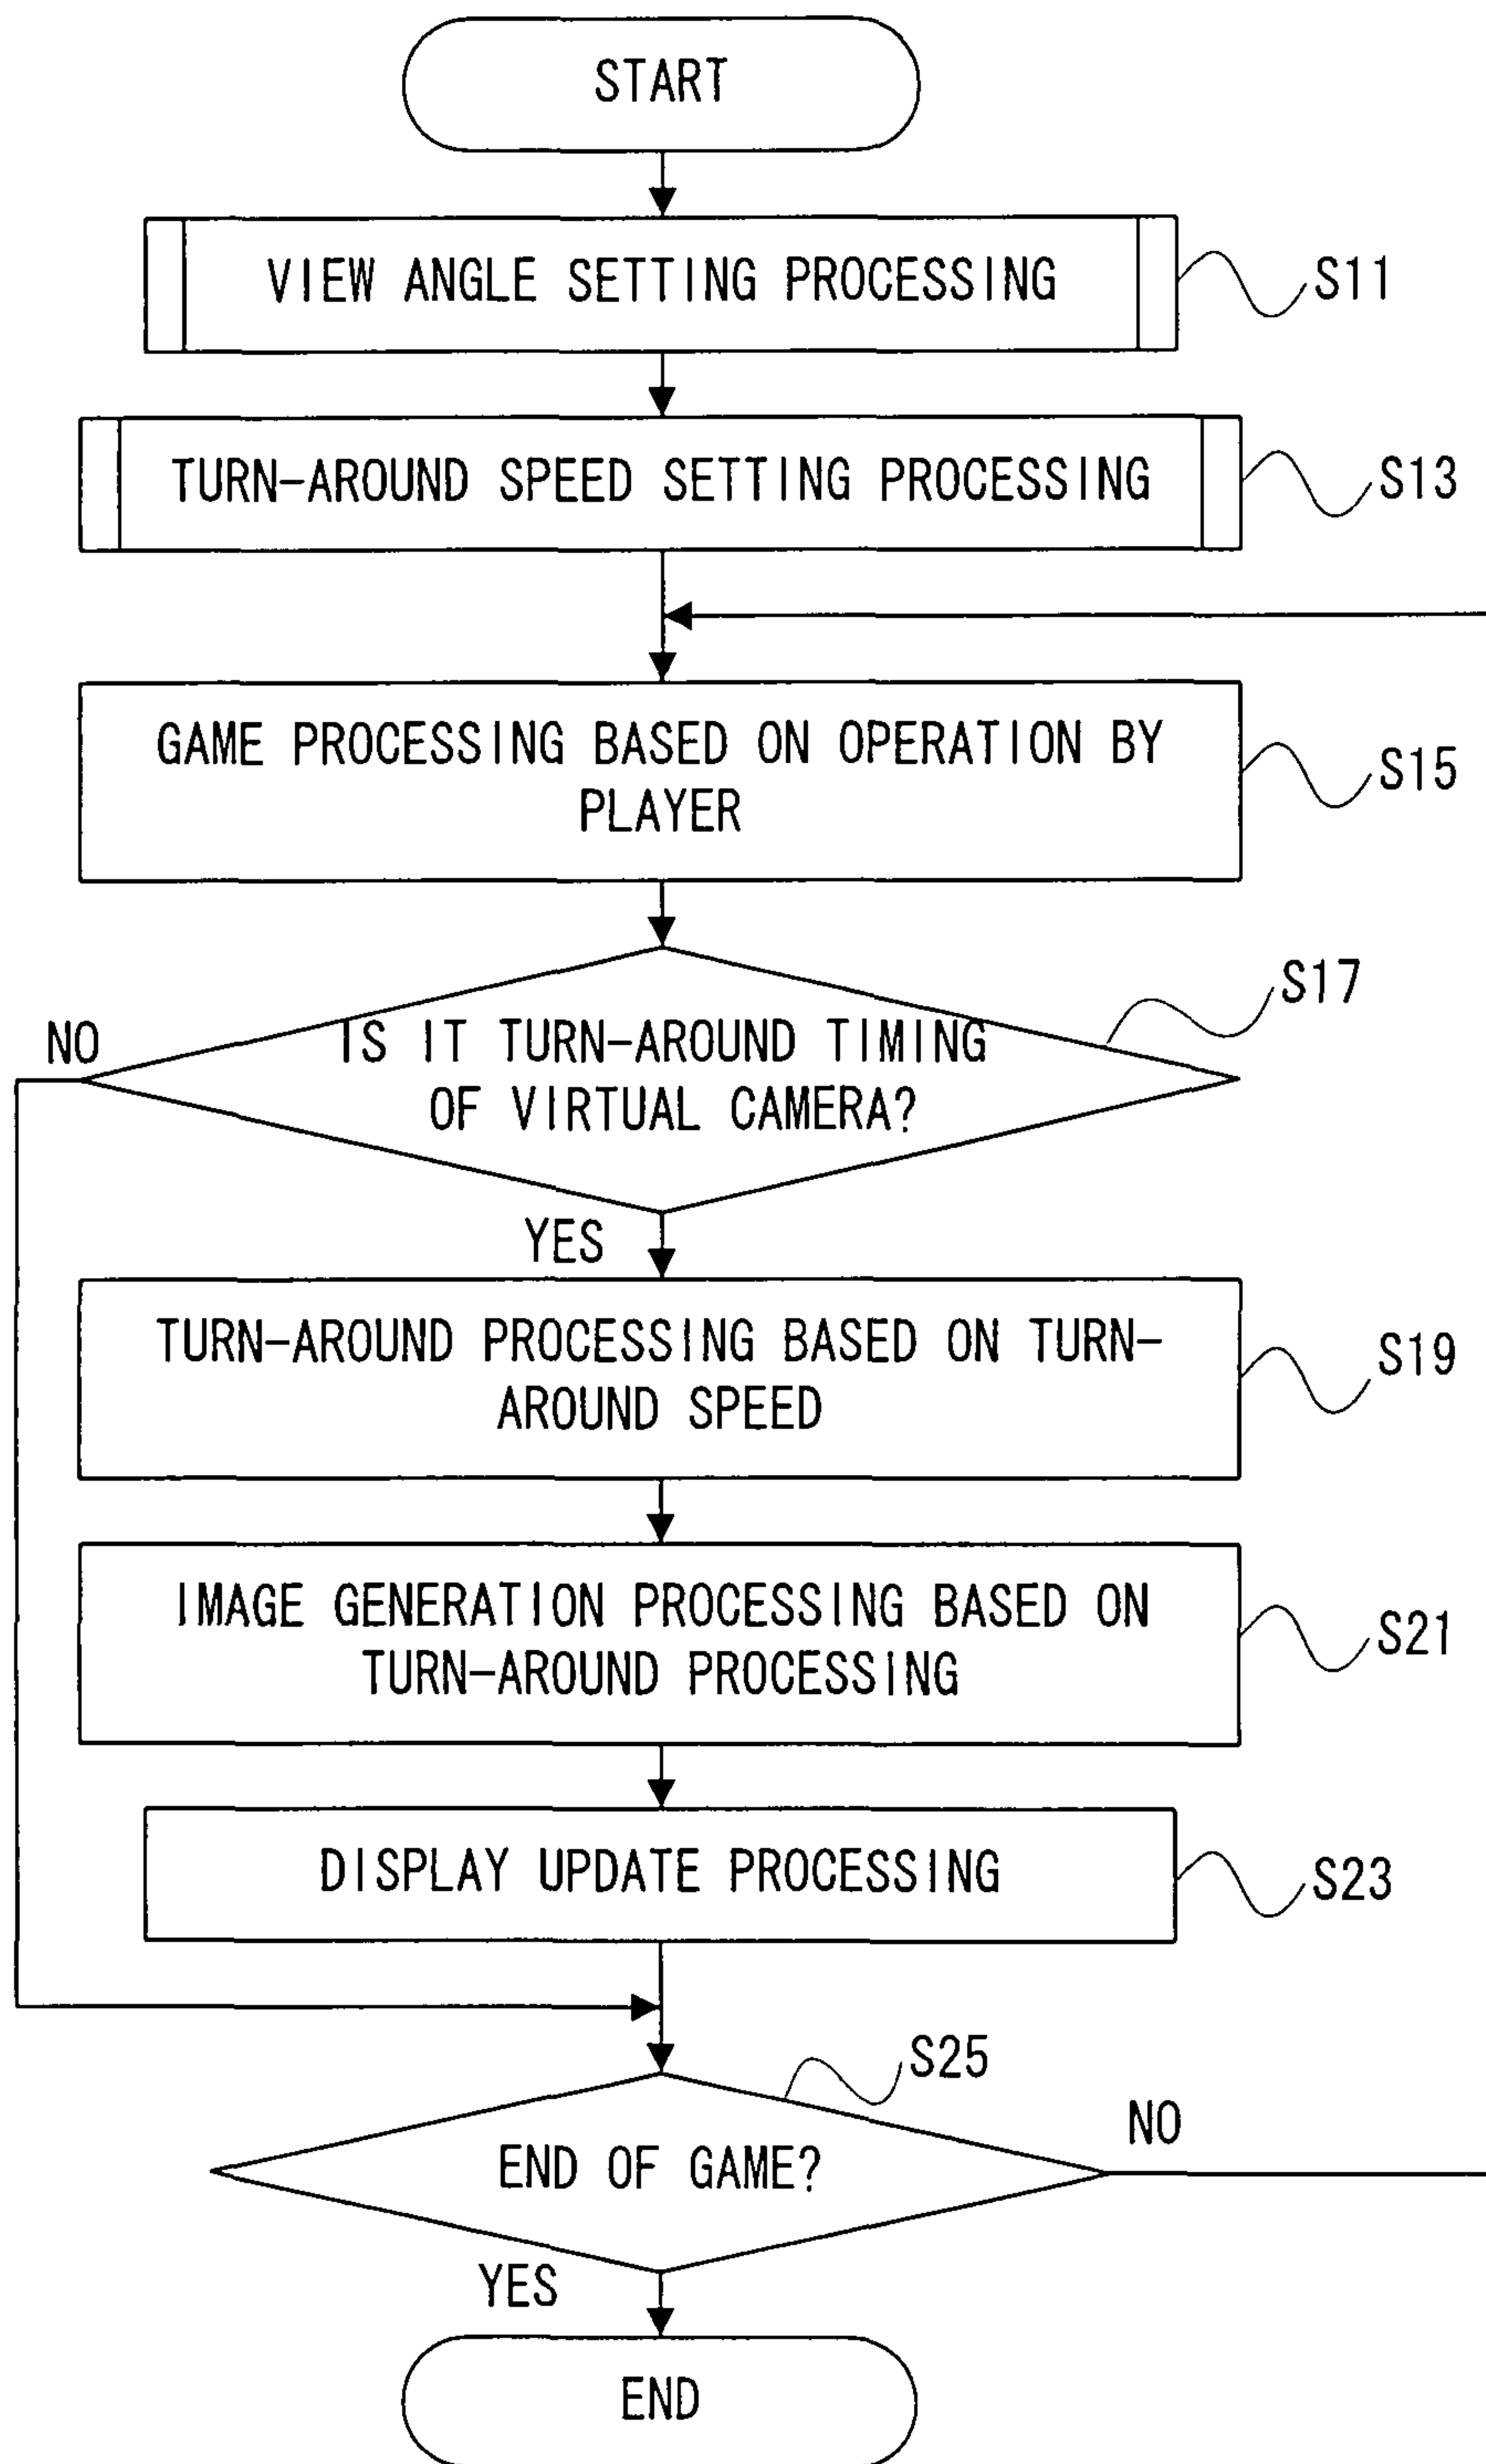 START
VIEW ANGLE SETTING PROCESSING
S11
TURN-AROUND SPEED SETTING PROCESSING
S13
GAME PROCESSING BASED ON OPERATION BY
PLAYER
S15
S17
NO
IS IT TURN-AROUND TIMING
OF VIRTUAL CAMERA?
YES
TURN-AROUND PROCESSING BASED ON TURN-
AROUND SPEED
S19
IMAGE GENERATION PROCESSING BASED ON
TURN-AROUND PROCESSING
S21
DISPLAY UPDATE PROCESSING
S23
S25
NO
END OF GAME?
YES
END